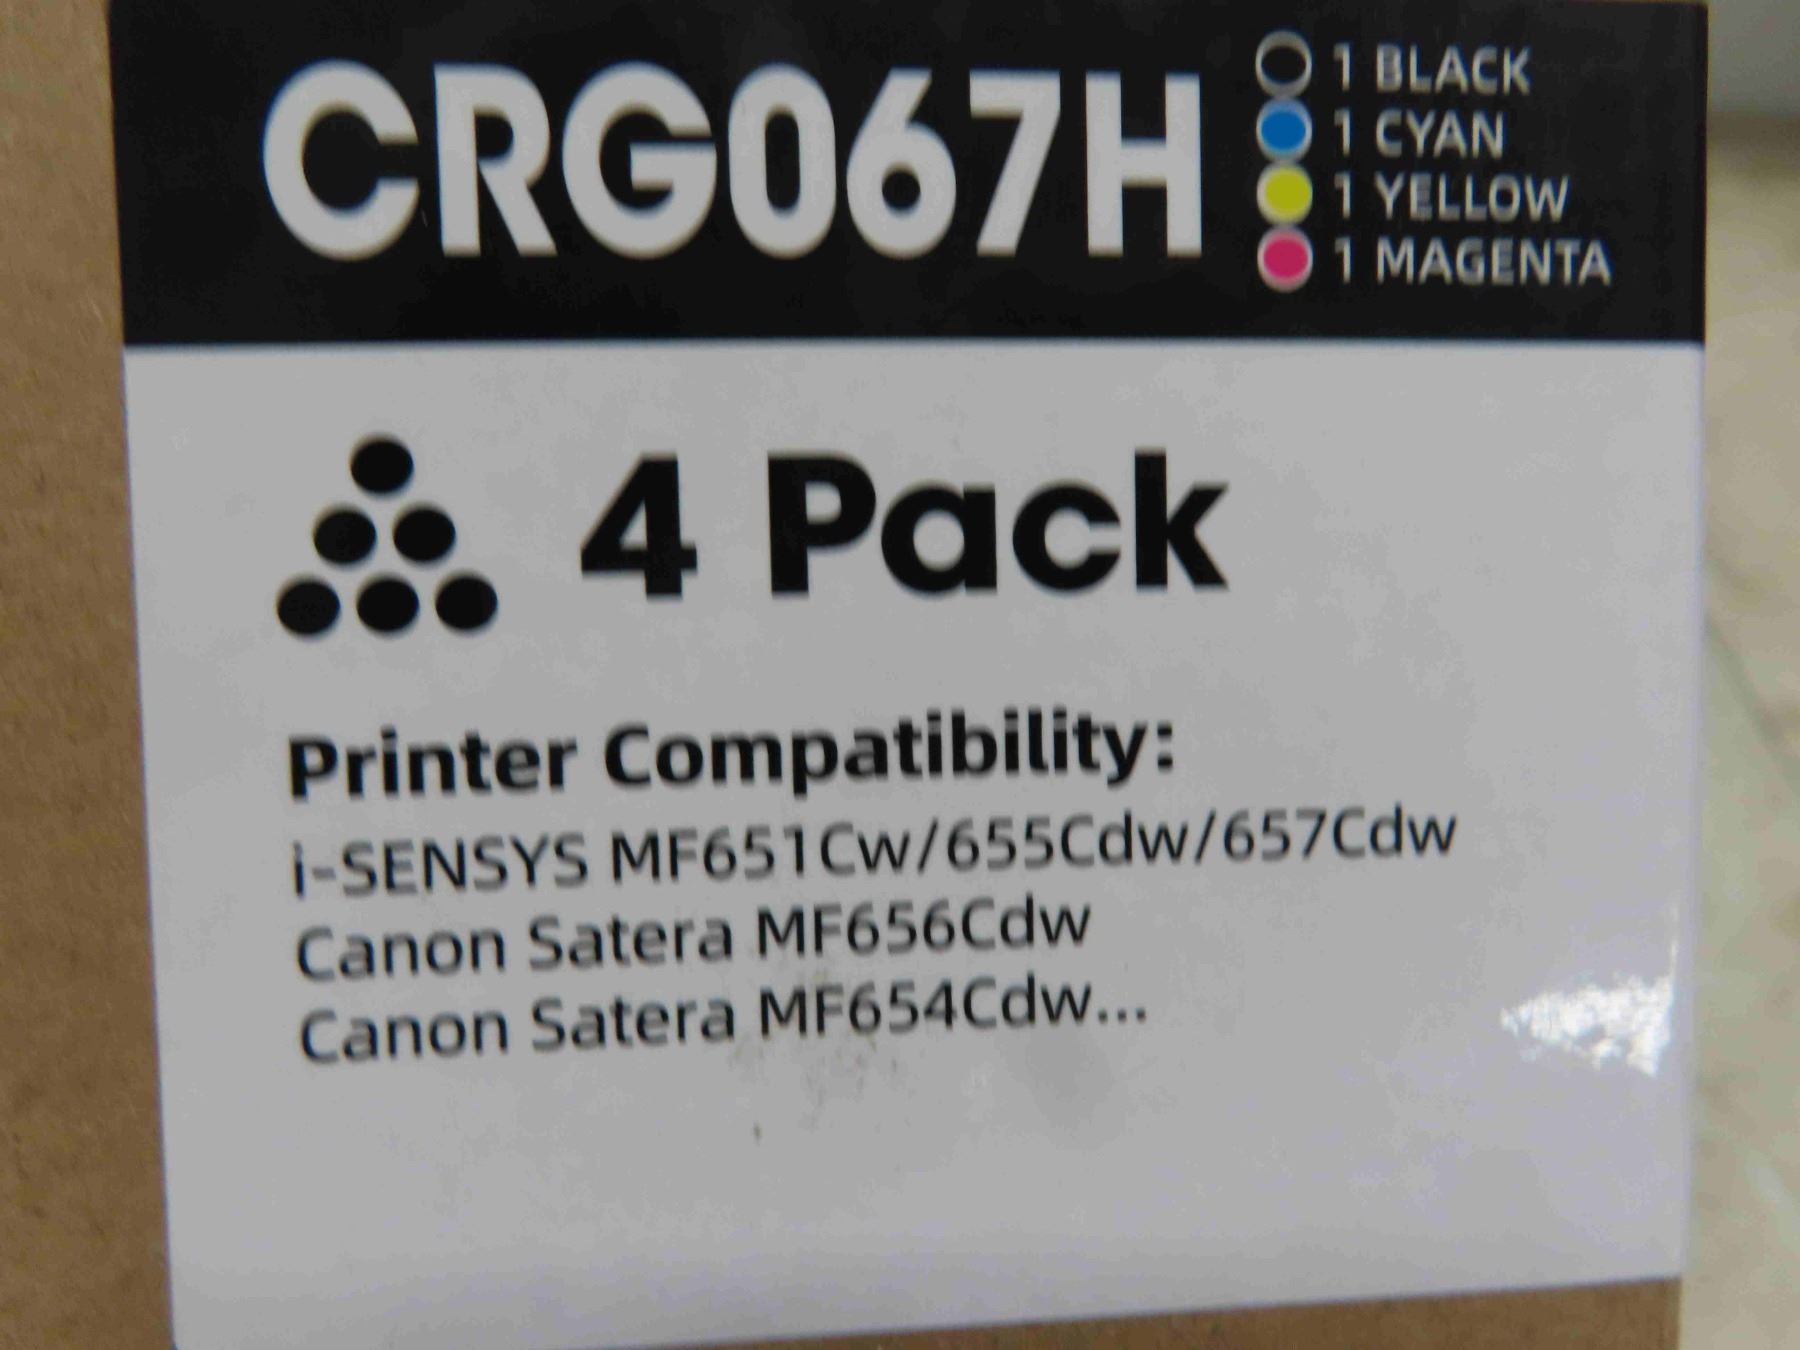 CRG067H
1 BLACK
1 CYAN
1 YELLOW
1 MAGENTA
4 Pack
Printer Compatibility:
i-SENSYS MF651Cw/655Cdw/657Cdw
Canon Satera MF656Cdw
Canon Satera MF654Cdw...